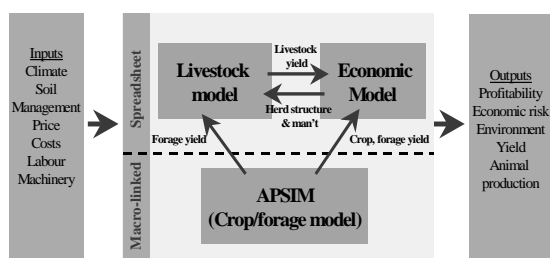 Inputs
Climate
Soil
Management
Price
Costs
Labour
Machinery
Spreadsheet
Macro-linked
Livestock
model
Livestock
yield
Economic
Model
Herd structure
& man't
Forage yield
Crop, forage yield
APSIM
(Crop/forage model)
Outputs
Profitability
Economic risk
Environment
Yield
Animal
production